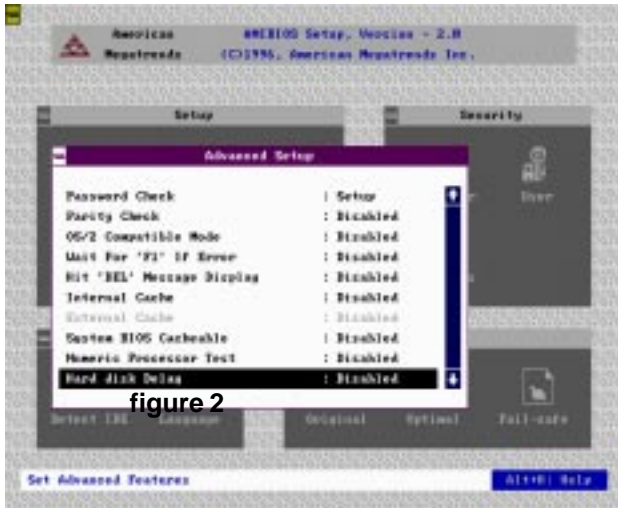 American
Megatrends
AMIBIOS Setup, Version - 2.0
(C)1996, American Megatrends Inc.
Setup
Security
Advanced Setup
Password Check : Setup
Parity Check : Disabled
OS/2 Compatible Mode : Disabled
Wait For 'F1' If Error : Disabled
Hit 'DEL' Message Display : Disabled
Internal Cache : Disabled
External Cache : Disabled
System BIOS Cacheable : Disabled
Numeric Processor Test : Disabled
Hard disk Delay : Disabled
User
figure 2
Detect IDE Language
Original Optimal Fail-safe
Set Advanced Features
Alt+H: Help